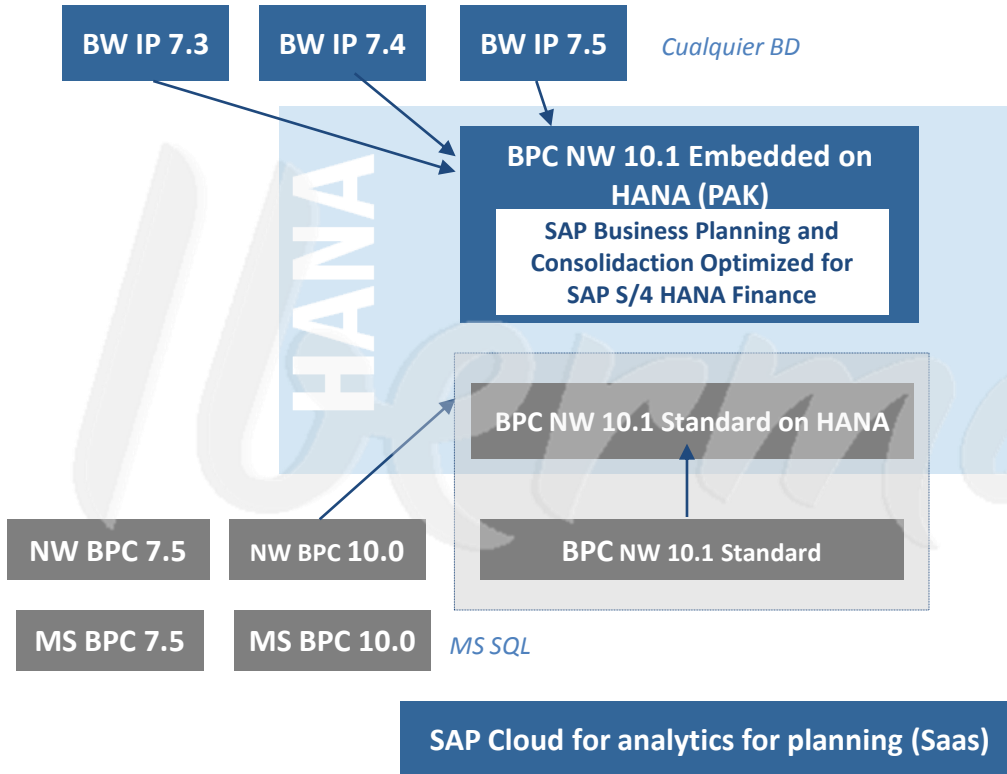 BW IP 7.3
BW IP 7.4
BW IP 7.5
Cualquier BD
HANA
BPC NW 10.1 Embedded on
HANA (PAK)
SAP Business Planning and
Consolidaction Optimized for
SAP S/4 HANA Finance
BPC NW 10.1 Standard on HANA
NW BPC 7.5
NW BPC 10.0
BPC NW 10.1 Standard
MS BPC 7.5
MS BPC 10.0
MS SQL
SAP Cloud for analytics for planning (Saas)